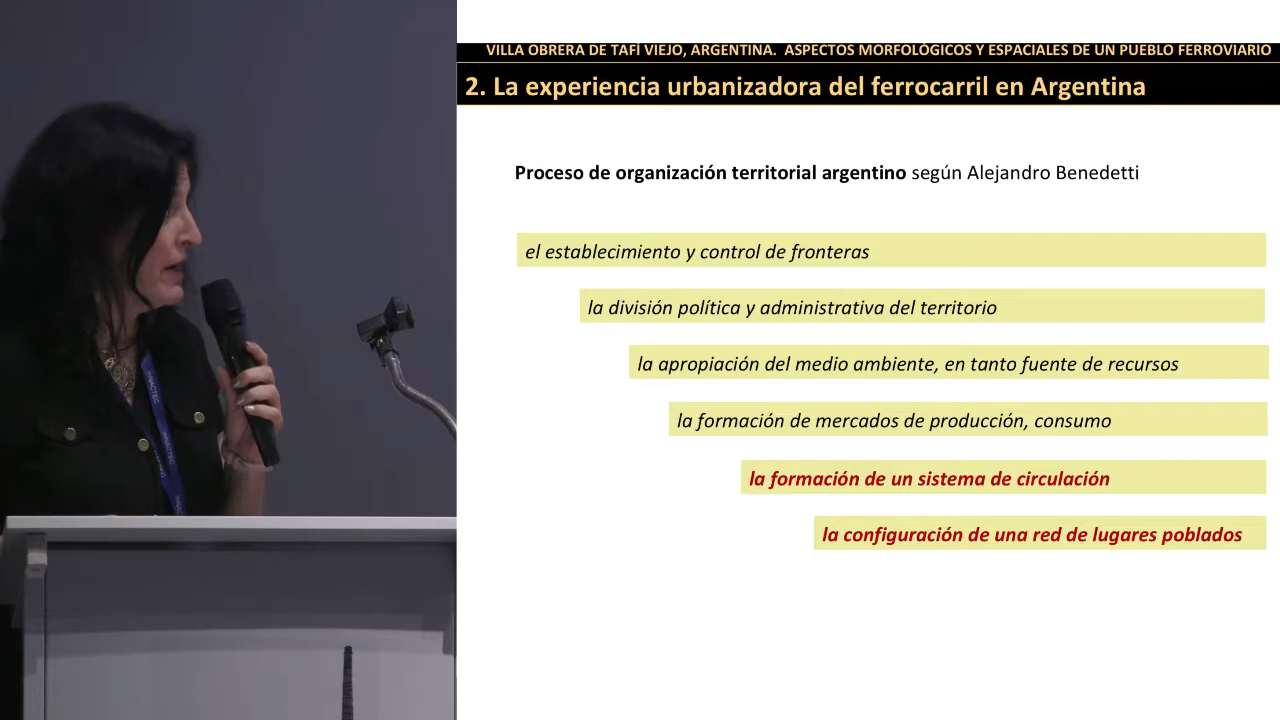 VILLA OBRERA DE TAFÍ VIEJO, ARGENTINA. ASPECTOS MORFOLÓGICOS Y ESPACIALES DE UN PUEBLO FERROVIARIO
2. La experiencia urbanizadora del ferrocarril en Argentina
Proceso de organización territorial argentino según Alejandro Benedetti
el establecimiento y control de fronteras
la división política y administrativa del territorio
la apropiación del medio ambiente, en tanto fuente de recursos
la formación de mercados de producción, consumo
la formación de un sistema de circulación
la configuración de una red de lugares poblados